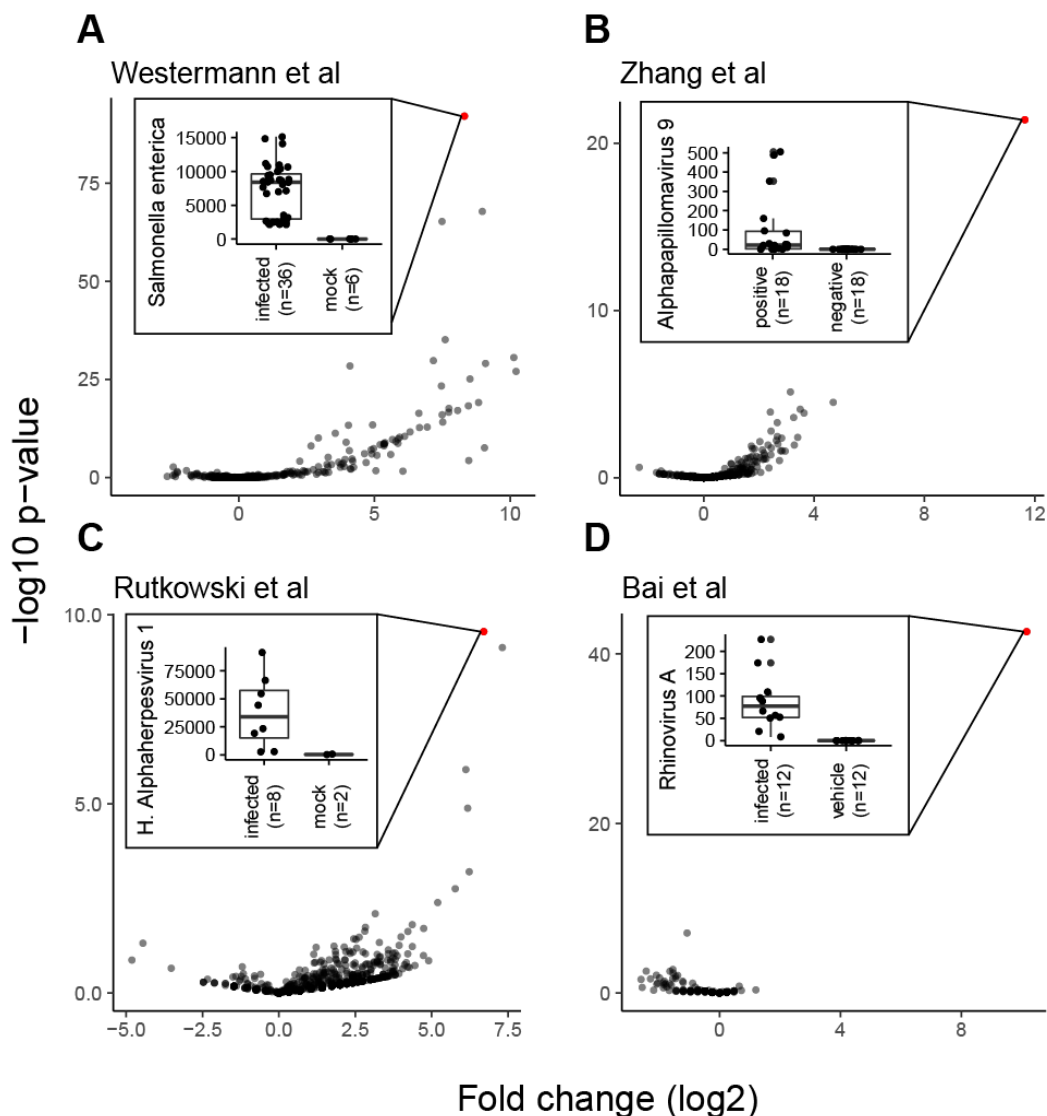 A
Westermann et al
Salmonella enterica
15000
10000
5000
0
infected
(n=36)
mock
(n=6)
75
50
25
0
0
5
10
B
Zhang et al
Alphapapillomavirus 9
500
400
300
200
100
0
positive
(n=18)
negative
(n=18)
20
10
0
0
4
8
12
−log10 p−value
C
Rutkowski et al
H. Alphaherpesvirus 1
75000
50000
25000
0
infected
(n=8)
mock
(n=2)
10.0
5.0
0.0
−5.0
−2.5
0.0
2.5
5.0
7.5
D
Bai et al
Rhinovirus A
200
150
100
50
0
infected
(n=12)
vehicle
(n=12)
40
20
0
0
4
8
Fold change (log2)